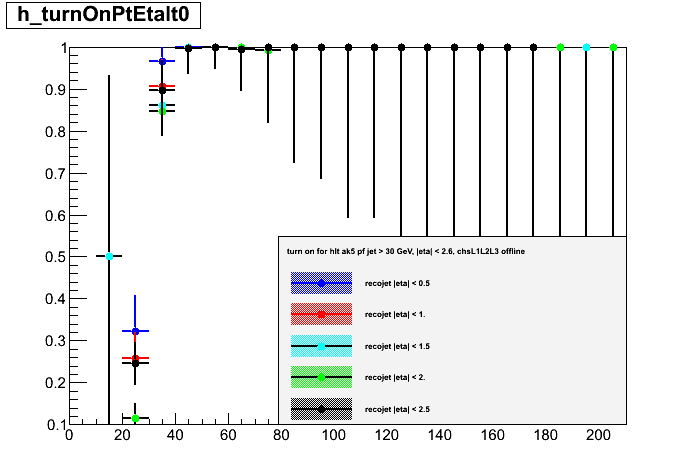 h_turnOnPtEtalt0
1
0.9
0.8
0.7
0.6
0.5
0.4
0.3
0.2
0.1
turn on for hlt ak5 pf jet > 30 GeV, |eta| < 2.6, chsL1L2L3 offline
recojet |eta| < 0.5
recojet |eta| < 1.
recojet |eta| < 1.5
recojet |eta| < 2.
recojet |eta| < 2.5
0 20 40 60 80 100 120 140 160 180 200